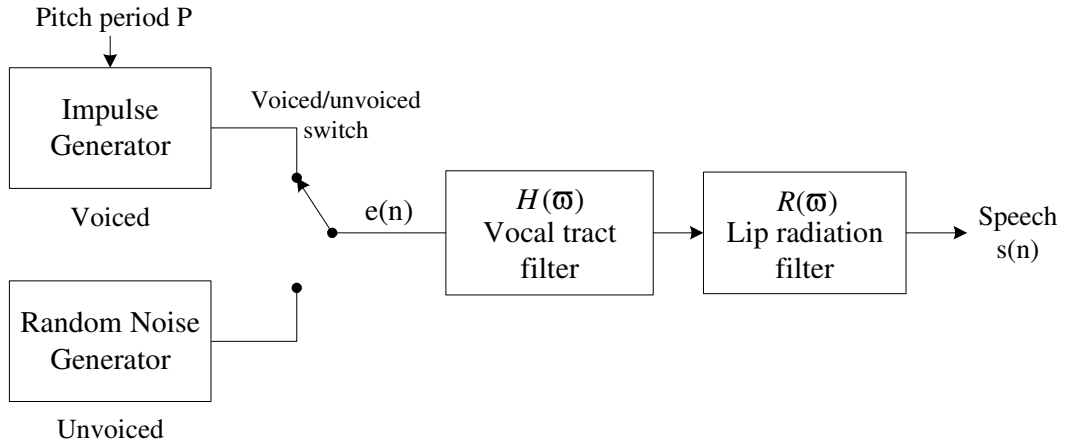 Pitch period P
Impulse
Generator
Voiced
Voiced/unvoiced
switch
Random Noise
Generator
Unvoiced
e(n)
H(ϖ)
Vocal tract
filter
R(ϖ)
Lip radiation
filter
Speech
s(n)